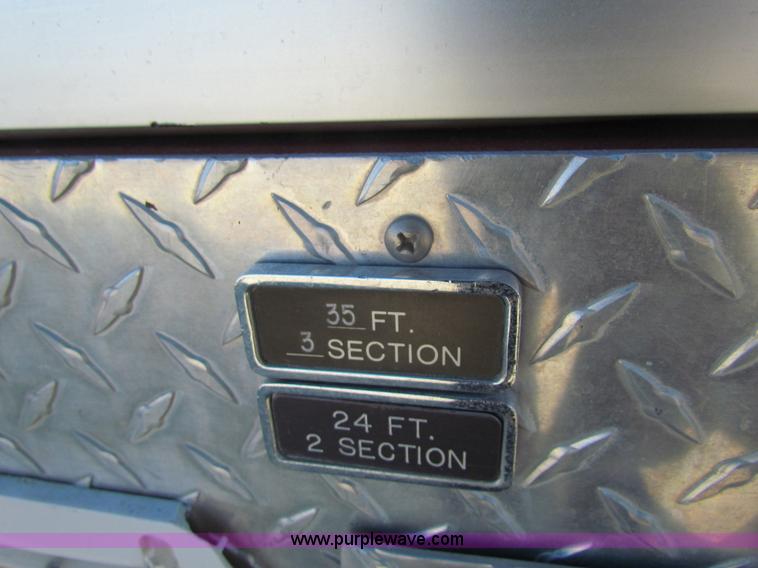 35 FT.
3 SECTION
24 FT.
2 SECTION
www.purplewave.com